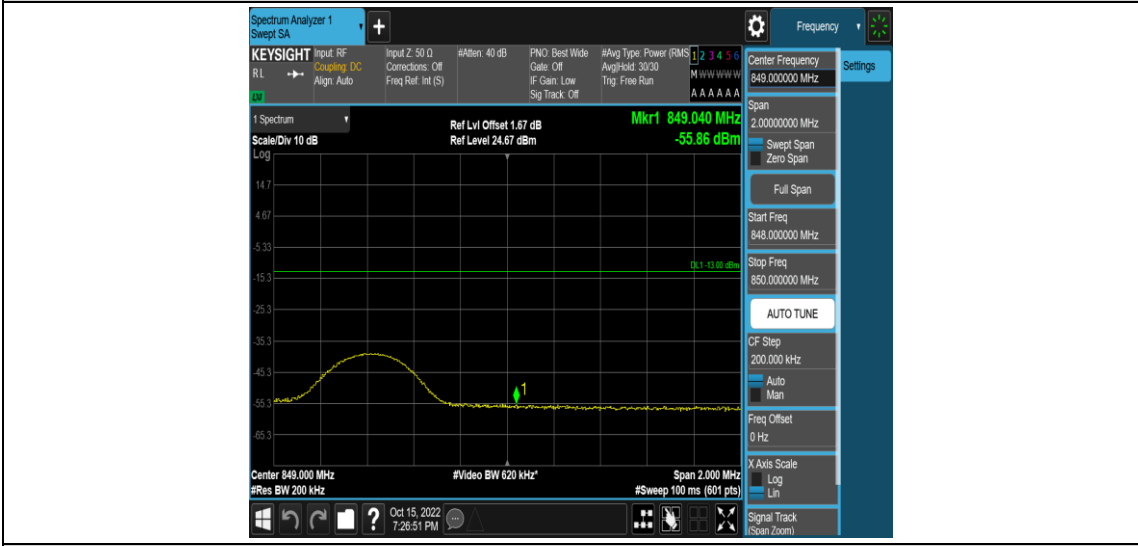 Spectrum Analyzer 1
Swept SA
+
Frequency
KEYSIGHT
RL
Input: RF
Coupling: DC
Align: Auto
Input Z: 50 Ω
Corrections: Off
Freq Ref: Int (S)
#Atten: 40 dB
PNO: Best Wide
Gate: Off
IF Gain: Low
Sig Track: Off
#Avg Type: Power (RMS
Avg|Hold: 30/30
Trig: Free Run
1 2 3 4 5 6
M W W W W W
A A A A A A
1 Spectrum
Scale/Div 10 dB
Ref Lvl Offset 1.67 dB
Ref Level 24.67 dBm
Mkr1 849.040 MHz
-55.86 dBm
Log
14.7
4.67
-5.33
-15.3
-25.3
-35.3
-45.3
-55.3
-65.3
DL1 -13.00 dBm
1
Center 849.000 MHz
#Res BW 200 kHz
#Video BW 620 kHz*
Span 2.000 MHz
#Sweep 100 ms (601 pts)
?
Oct 15, 2022
7:26:51 PM
Center Frequency
849.000000 MHz
Settings
Span
2.00000000 MHz
Swept Span
Zero Span
Full Span
Start Freq
848.000000 MHz
Stop Freq
850.000000 MHz
AUTO TUNE
CF Step
200.000 kHz
Auto
Man
Freq Offset
0 Hz
X Axis Scale
Log
Lin
Signal Track
(Span Zoom)